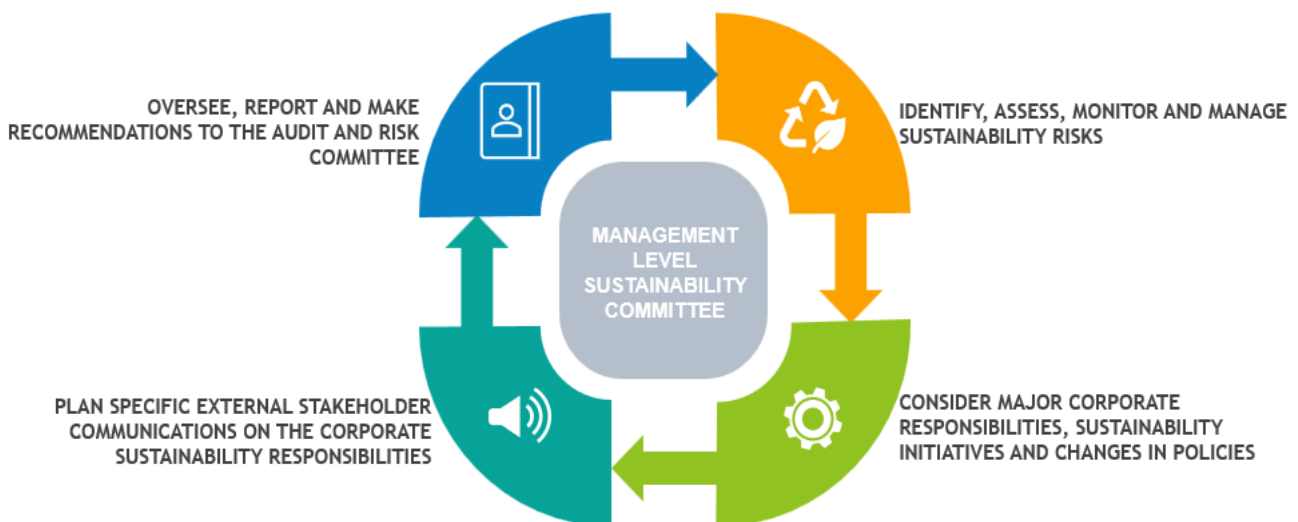 OVERSEE, REPORT AND MAKE
RECOMMENDATIONS TO THE AUDIT AND RISK
COMMITTEE
IDENTIFY, ASSESS, MONITOR AND MANAGE
SUSTAINABILITY RISKS
MANAGEMENT
LEVEL
SUSTAINABILITY
COMMITTEE
PLAN SPECIFIC EXTERNAL STAKEHOLDER
COMMUNICATIONS ON THE CORPORATE
SUSTAINABILITY RESPONSIBILITIES
CONSIDER MAJOR CORPORATE
RESPONSIBILITIES, SUSTAINABILITY
INITIATIVES AND CHANGES IN POLICIES